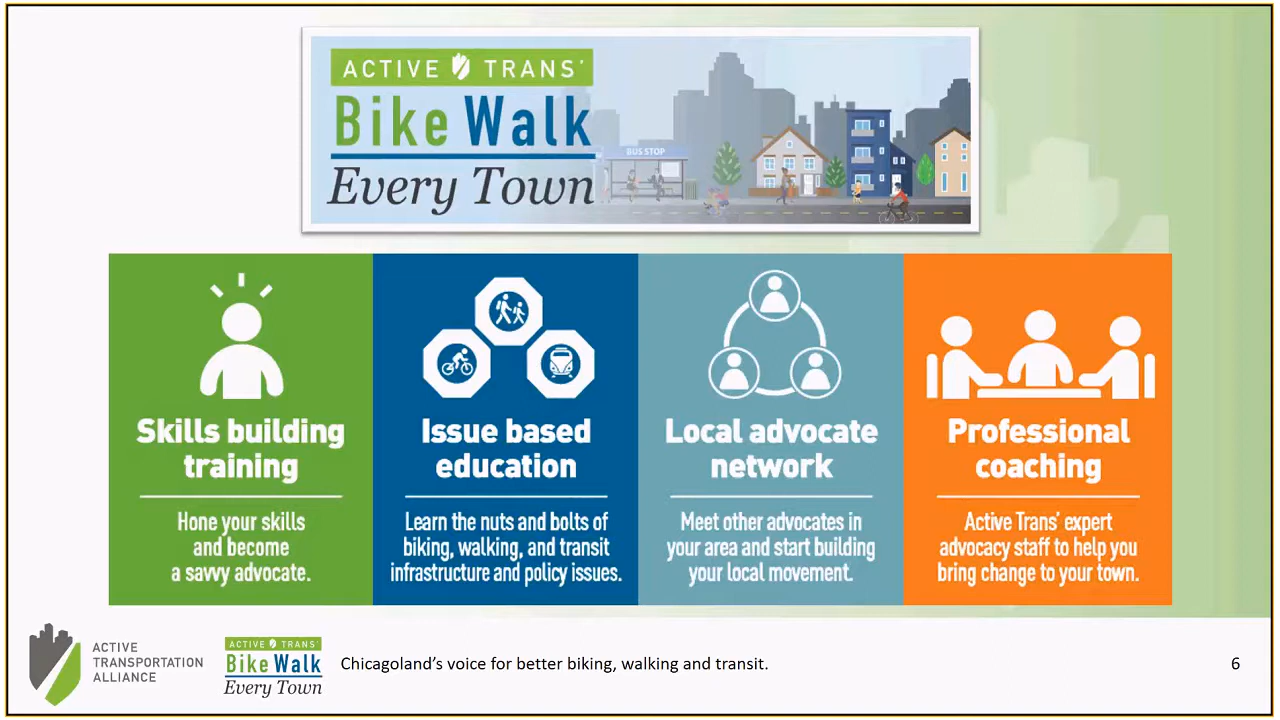 ACTIVE TRANS'
Bike Walk
Every Town
BUS STOP
Skills building
training
Hone your skills
and become
a savvy advocate.
Issue based
education
Learn the nuts and bolts of
biking, walking, and transit
infrastructure and policy issues.
Local advocate
network
Meet other advocates in
your area and start building
your local movement.
Professional
coaching
Active Trans' expert
advocacy staff to help you
bring change to your town.
ACTIVE
TRANSPORTATION
ALLIANCE
ACTIVE TRANS'
Bike Walk
Every Town
Chicagoland's voice for better biking, walking and transit.
6